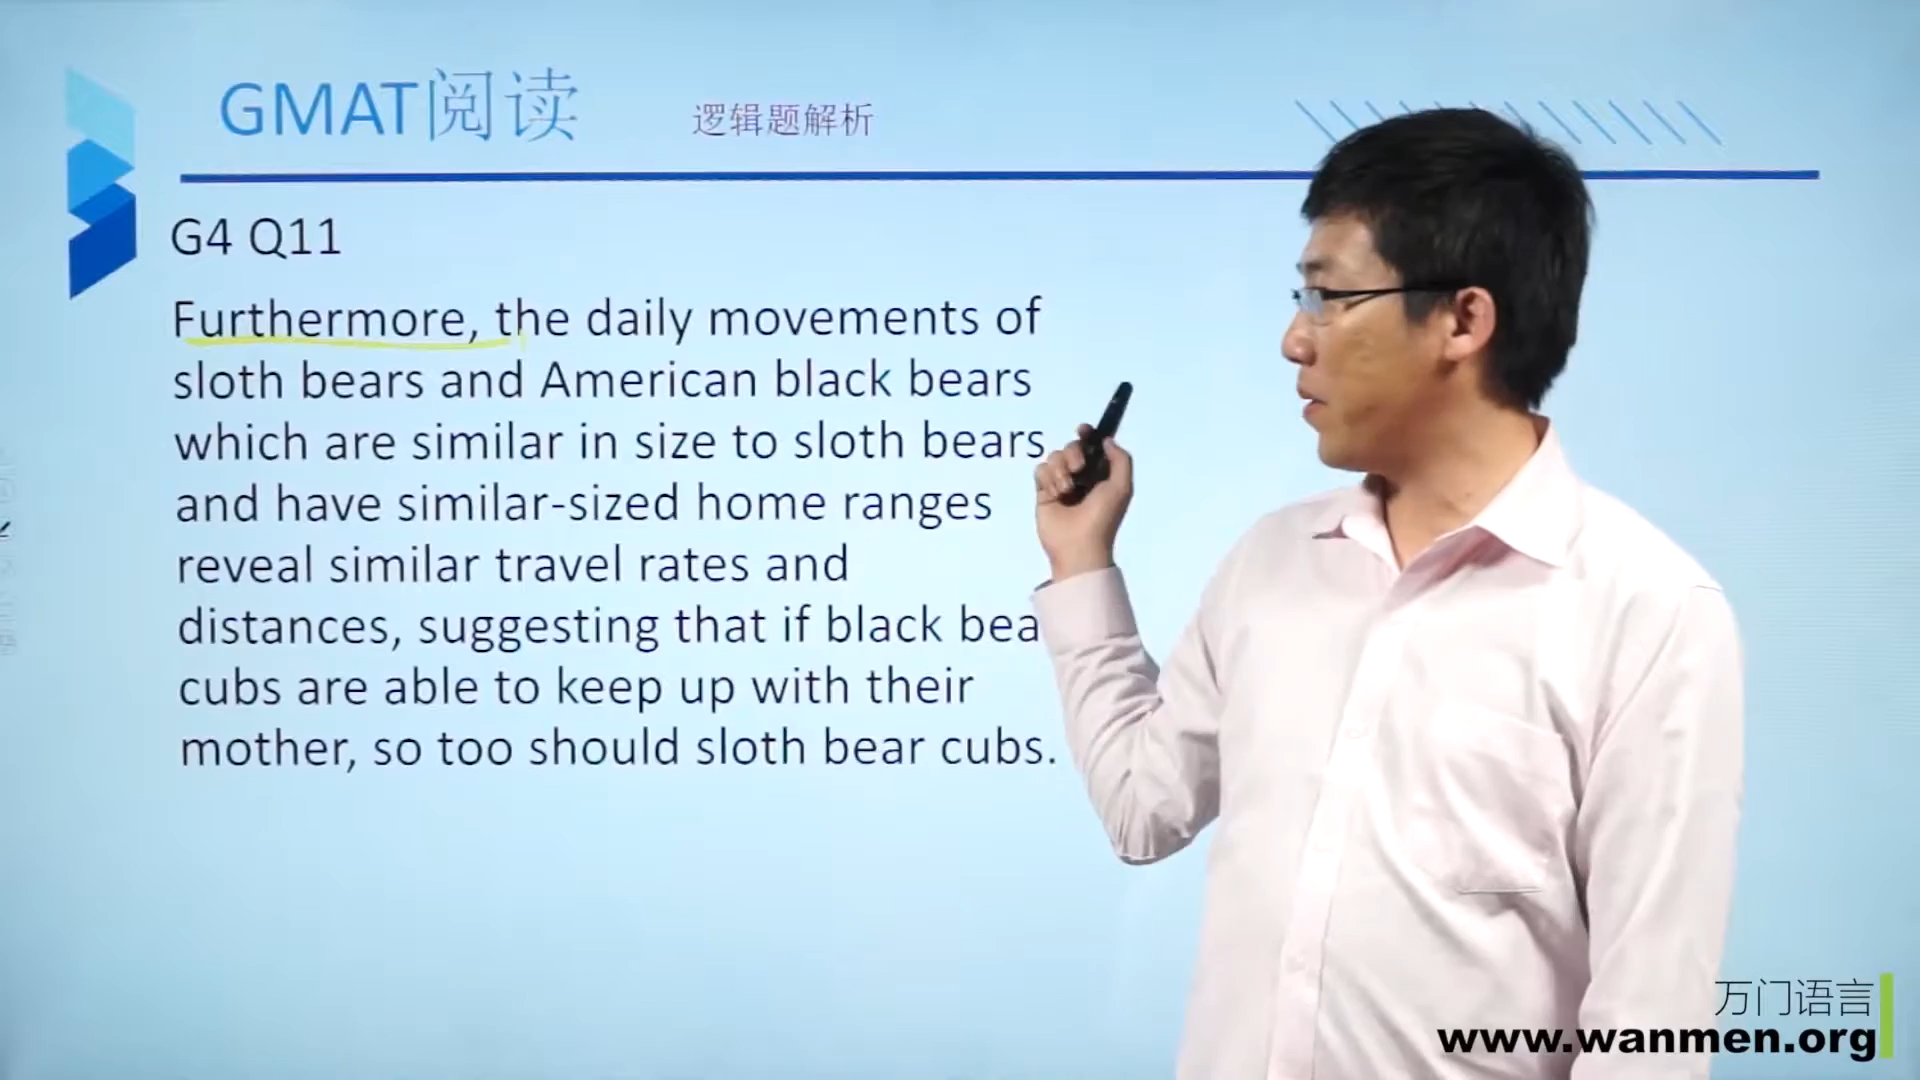 GMAT阅读
逻辑题解析
G4 Q11
Furthermore, the daily movements of
sloth bears and American black bears
which are similar in size to sloth bears
and have similar-sized home ranges
reveal similar travel rates and
distances, suggesting that if black bea
cubs are able to keep up with their
mother, so too should sloth bear cubs.
万门语言
www.wanmen.org